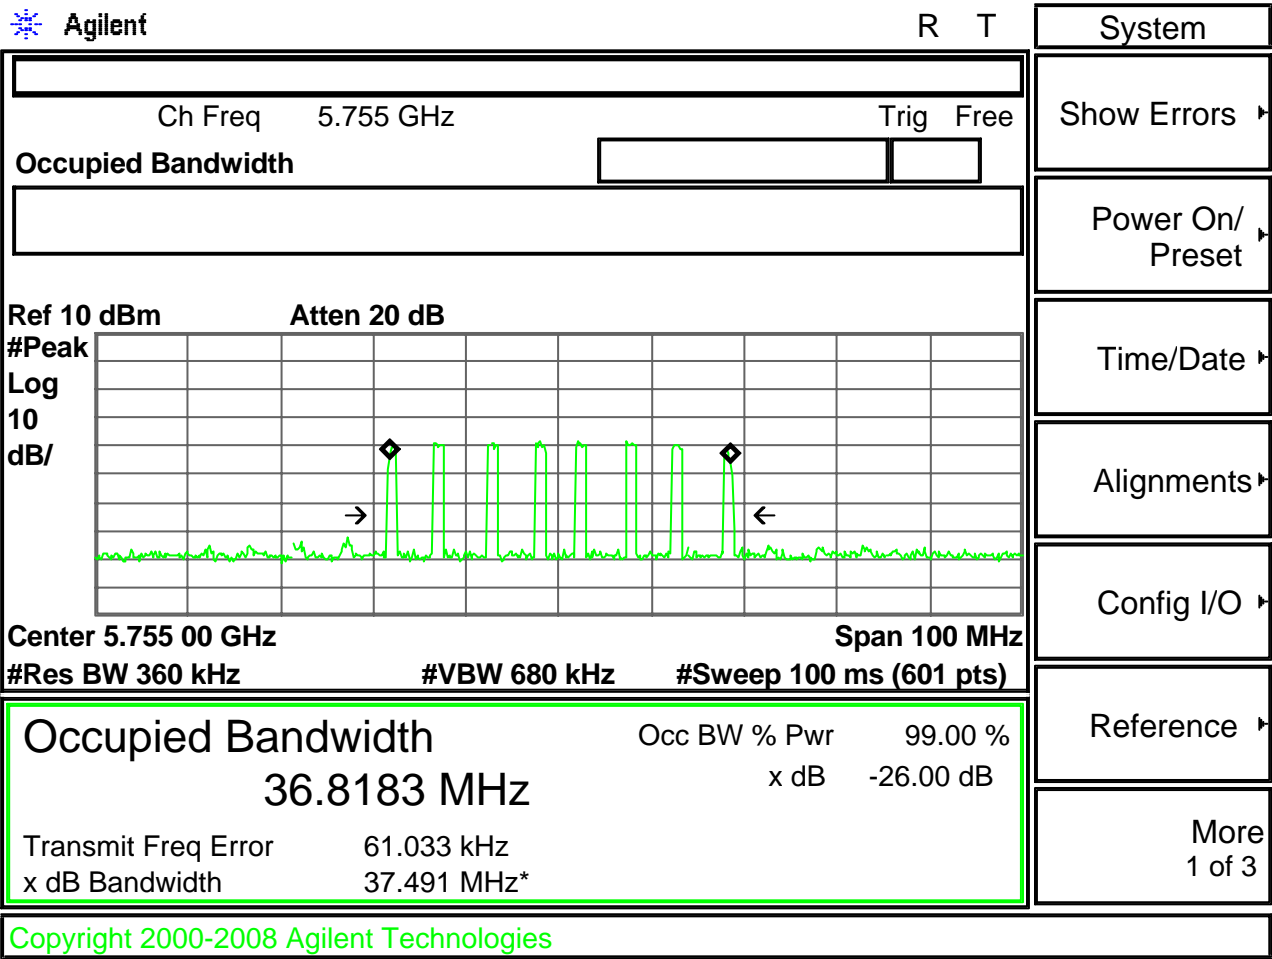 Agilent
R T
Ch Freq 5.755 GHz
Trig Free
Occupied Bandwidth
Ref 10 dBm
Atten 20 dB
#Peak
Log
10
dB/
Center 5.755 00 GHz
Span 100 MHz
#Res BW 360 kHz
#VBW 680 kHz
#Sweep 100 ms (601 pts)
Occupied Bandwidth
36.8183 MHz
Occ BW % Pwr 99.00 %
x dB -26.00 dB
Transmit Freq Error 61.033 kHz
x dB Bandwidth 37.491 MHz*
System
Show Errors
Power On/
Preset
Time/Date
Alignments
Config I/O
Reference
More
1 of 3
Copyright 2000-2008 Agilent Technologies